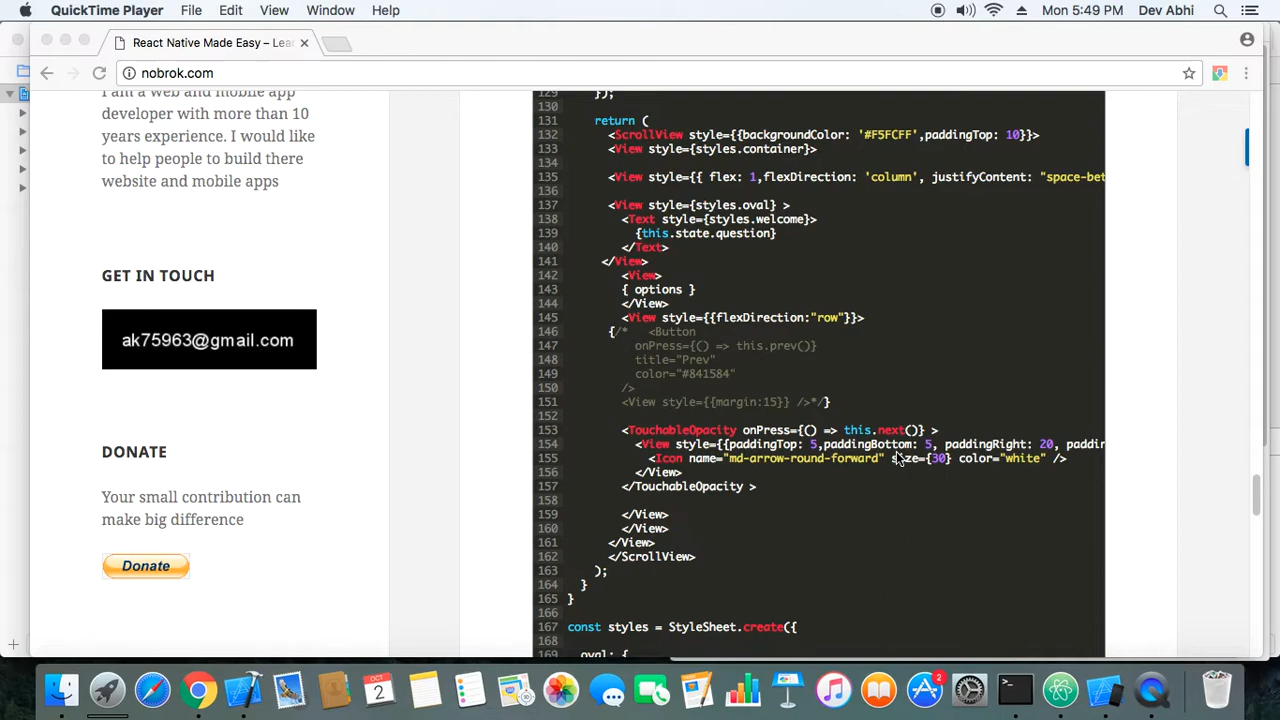 QuickTime Player File Edit View Window Help Mon 5:49 PM Dev Abhi
React Native Made Easy – Lea
nobrok.com
I am a web and mobile app
developer with more than 10
years experience. I would like
to help people to build there
website and mobile apps
GET IN TOUCH
ak75963@gmail.com
DONATE
Your small contribution can
make big difference
Donate
129 });
130
131 return (
132 <ScrollView style={{backgroundColor: '#F5FCFF',paddingTop: 10}}>
133 <View style={styles.container}>
134
135 <View style={{ flex: 1,flexDirection: 'column', justifyContent: "space-bet
136
137 <View style={styles.oval} >
138 <Text style={styles.welcome}>
139 {this.state.question}
140 </Text>
141 </View>
142 <View>
143 { options }
144 </View>
145 <View style={{flexDirection:"row"}}>
146 {/* <Button
147 onPress={() => this.prev()}
148 title="Prev"
149 color="#841584"
150 />
151 <View style={{margin:15}} />*/}
152
153 <TouchableOpacity onPress={() => this.next()} >
154 <View style={{paddingTop: 5,paddingBottom: 5, paddingRight: 20, paddin
155 <Icon name="md-arrow-round-forward" size={30} color="white" />
156 </View>
157 </TouchableOpacity >
158
159 </View>
160 </View>
161 </View>
162 </ScrollView>
163 );
164 }
165 }
166
167 const styles = StyleSheet.create({
168
169 oval: {
OCT
2
2